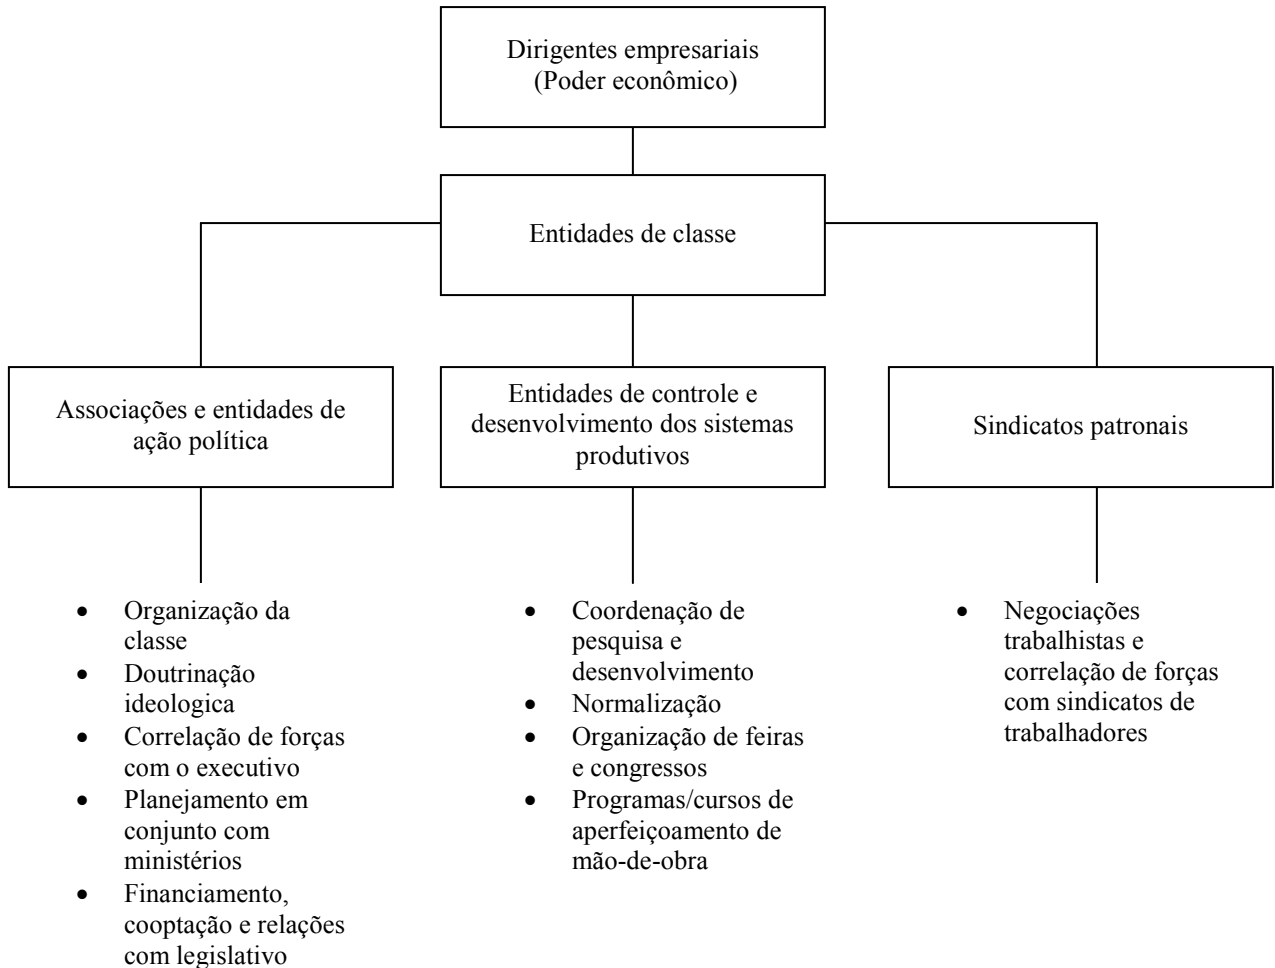 Dirigentes empresariais
(Poder econômico)
Entidades de classe
Associações e entidades de
ação política
Entidades de controle e
desenvolvimento dos sistemas
produtivos
Sindicatos patronais
• Organização da
classe
• Doutrinação
ideologica
• Correlação de forças
com o executivo
• Planejamento em
conjunto com
ministérios
• Financiamento,
cooptação e relações
com legislativo
• Coordenação de
pesquisa e
desenvolvimento
• Normalização
• Organização de feiras
e congressos
• Programas/cursos de
aperfeiçoamento de
mão-de-obra
• Negociações
trabalhistas e
correlação de forças
com sindicatos de
trabalhadores